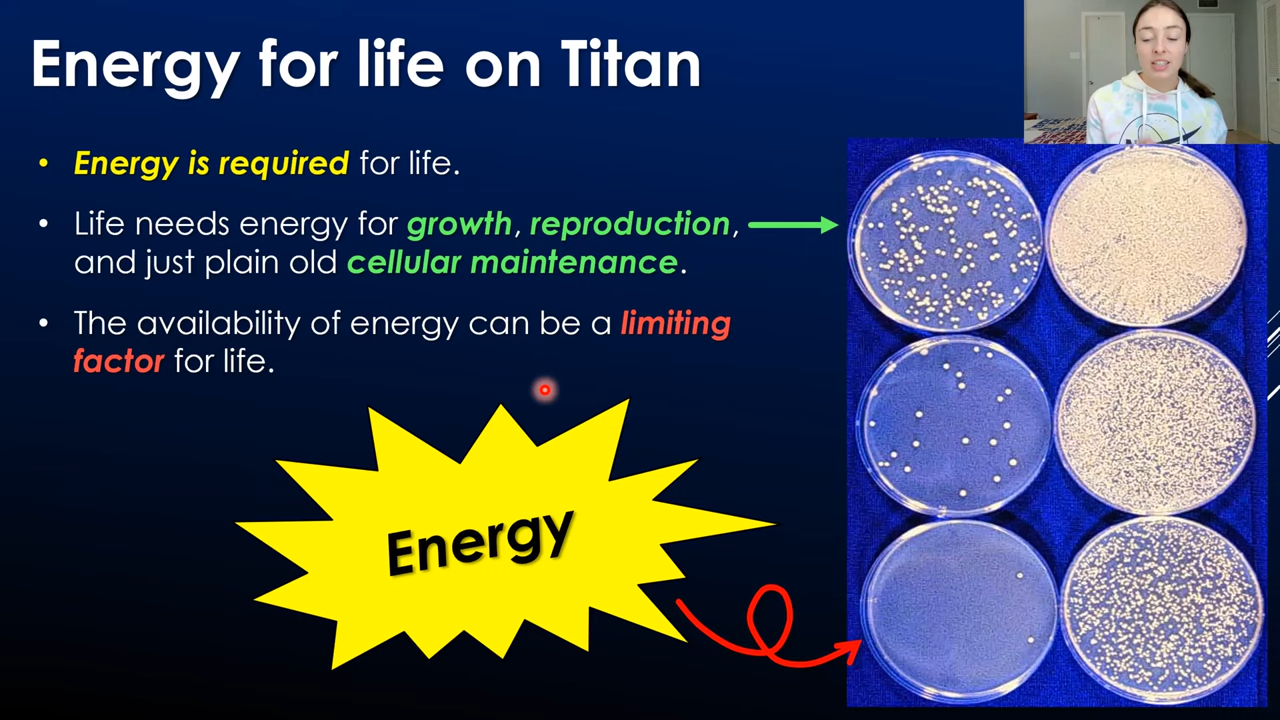 Energy for life on Titan
• Energy is required for life.
• Life needs energy for growth, reproduction,
and just plain old cellular maintenance.
• The availability of energy can be a limiting
factor for life.
Energy